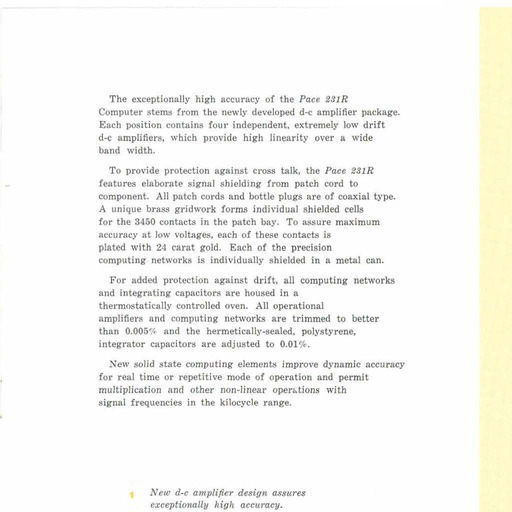 The exceptionally high accuracy of the Pace 231R
Computer stems from the newly developed d-c amplifier package.
Each position contains four independent, extremely low drift
d-c amplifiers, which provide high linearity over a wide
band width.
To provide protection against cross talk, the Pace 231R
features elaborate signal shielding from patch cord to
component. All patch cords and bottle plugs are of coaxial type.
A unique brass gridwork forms individual shielded cells
for the 3450 contacts in the patch bay. To assure maximum
accuracy at low voltages, each of these contacts is
plated with 24 carat gold. Each of the precision
computing networks is individually shielded in a metal can.
For added protection against drift, all computing networks
and integrating capacitors are housed in a
thermostatically controlled oven. All operational
amplifiers and computing networks are trimmed to better
than 0.005% and the hermetically-sealed, polystyrene,
integrator capacitors are adjusted to 0.01%.
New solid state computing elements improve dynamic accuracy
for real time or repetitive mode of operation and permit
multiplication and other non-linear operations with
signal frequencies in the kilocycle range.
1 New d-c amplifier design assures
exceptionally high accuracy.